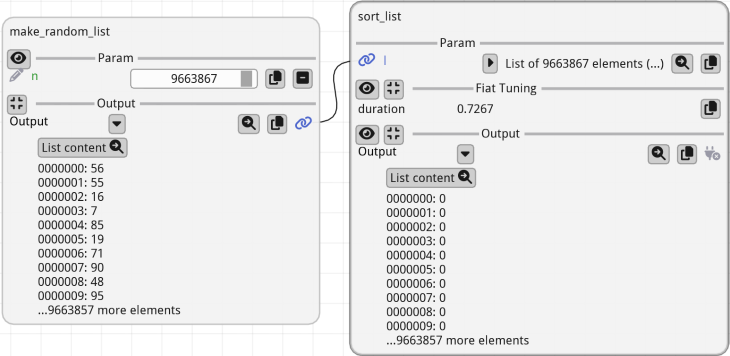 make_random_list
Param
n
9663867
Output
Output
List content
0000000: 56
0000001: 55
0000002: 16
0000003: 7
0000004: 85
0000005: 19
0000006: 71
0000007: 90
0000008: 48
0000009: 95
...9663857 more elements
sort_list
Param
l
List of 9663867 elements (...)
Fiat Tuning
duration
0.7267
Output
Output
List content
0000000: 0
0000001: 0
0000002: 0
0000003: 0
0000004: 0
0000005: 0
0000006: 0
0000007: 0
0000008: 0
0000009: 0
...9663857 more elements